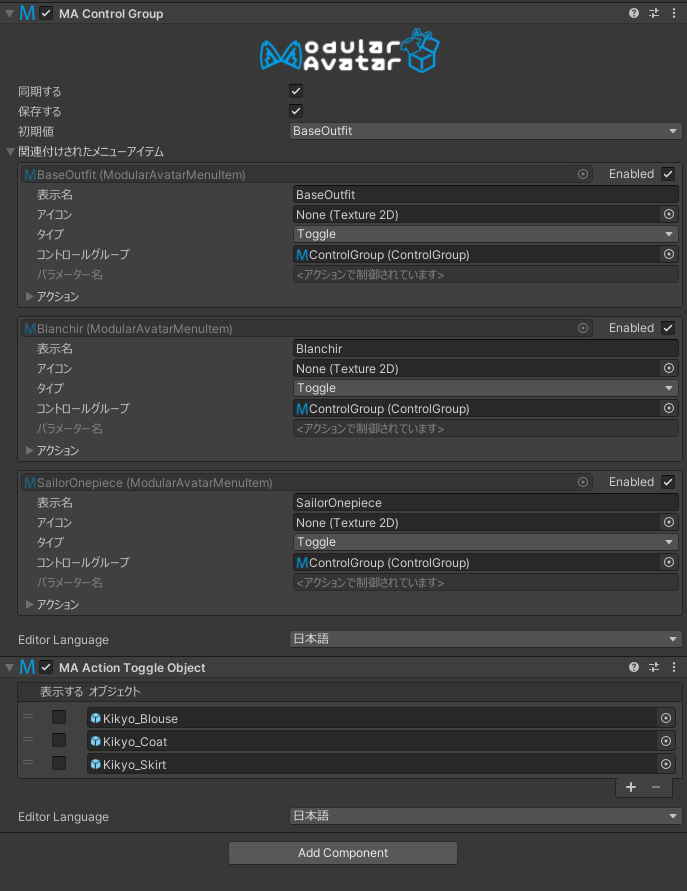 MA Control Group
Modular Avatar
同期する
保存する
初期値 BaseOutfit
関連付けされたメニューアイテム
BaseOutfit (ModularAvatarMenuItem) Enabled
表示名 BaseOutfit
アイコン None (Texture 2D)
タイプ Toggle
コントロールグループ ControlGroup (ControlGroup)
パラメーター名 <アクションで制御されています>
アクション
Blanchir (ModularAvatarMenuItem) Enabled
表示名 Blanchir
アイコン None (Texture 2D)
タイプ Toggle
コントロールグループ ControlGroup (ControlGroup)
パラメーター名 <アクションで制御されています>
アクション
SailorOnepiece (ModularAvatarMenuItem) Enabled
表示名 SailorOnepiece
アイコン None (Texture 2D)
タイプ Toggle
コントロールグループ ControlGroup (ControlGroup)
パラメーター名 <アクションで制御されています>
アクション
Editor Language 日本語
MA Action Toggle Object
表示する オブジェクト
Kikyo_Blouse
Kikyo_Coat
Kikyo_Skirt
Editor Language 日本語
Add Component